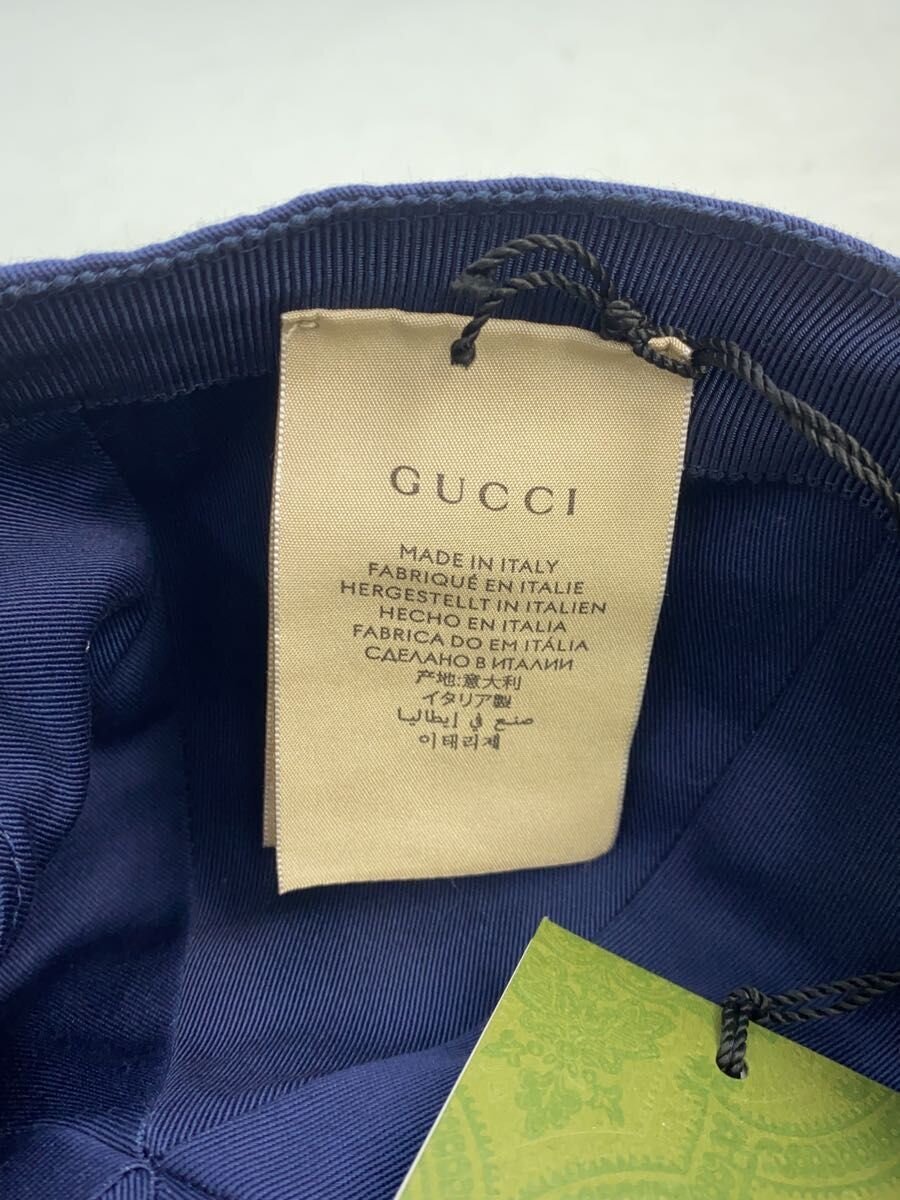 GUCCI
MADE IN ITALY
FABRIQUÉ EN ITALIE
HERGESTELLT IN ITALIEN
HECHO EN ITALIA
FABRICA DO EM ITÁLIA
СДЕЛАНО В ИТАЛИИ
产地:意大利
イタリア製
صنع في إيطاليا
이태리제